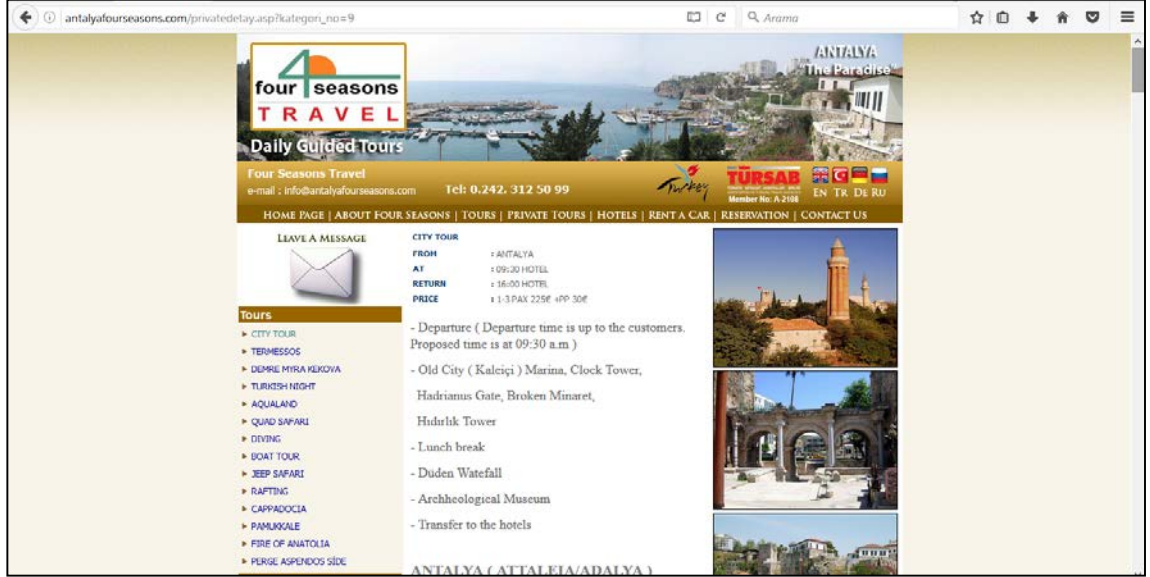 antalyafourseasons.com/privatedetay.asp?kategori_no=9
Arama
four seasons
TRAVEL
Daily Guided Tours
ANTALYA
"The Paradise"
Four Seasons Travel
e-mail : info@antalyafourseasons.com
Tel: 0.242. 312 50 99
Turkey
TÜRSAB
Member No: A-2108
EN TR DE RU
HOME PAGE | ABOUT FOUR SEASONS | TOURS | PRIVATE TOURS | HOTELS | RENT A CAR | RESERVATION | CONTACT US
LEAVE A MESSAGE
Tours
CITY TOUR
TERMESSOS
DEMRE MYRA KEKOVA
TURKISH NIGHT
AQUALAND
QUAD SAFARI
DIVING
BOAT TOUR
JEEP SAFARI
RAFTING
CAPPADOCIA
PAMUKKALE
FIRE OF ANATOLIA
PERGE ASPENDOS SİDE
CITY TOUR
FROM : ANTALYA
AT : 09:30 HOTEL
RETURN : 16:00 HOTEL
PRICE : 1-3 PAX 225€ +PP 30€
- Departure ( Departure time is up to the customers.
Proposed time is at 09:30 a.m )
- Old City ( Kaleiçi ) Marina, Clock Tower,
Hadrianus Gate, Broken Minaret,
Hıdırlık Tower
- Lunch break
- Düden Watefall
- Archheological Museum
- Transfer to the hotels
ANTALYA ( ATTALEIA/ADALYA )